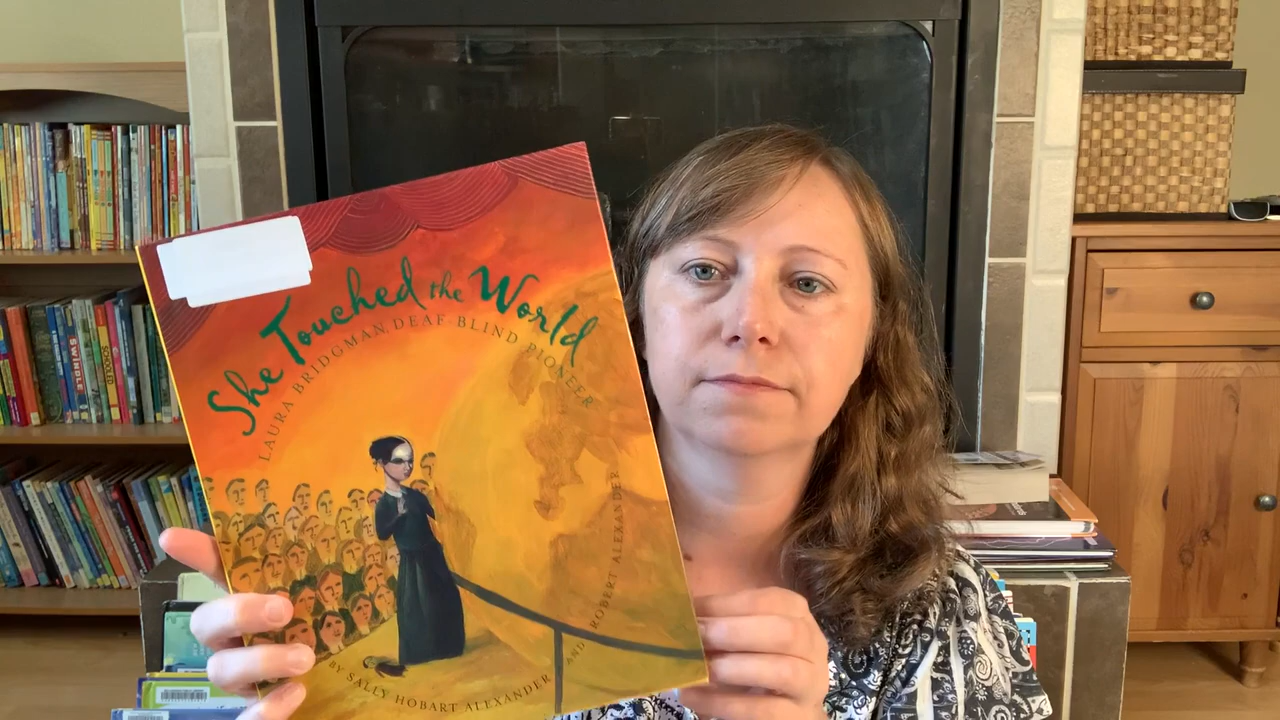 She Touched the World
LAURA BRIDGMAN, DEAF-BLIND PIONEER
BY SALLY HOBART ALEXANDER AND ROBERT ALEXANDER
SWINDLE
SCHOOLED